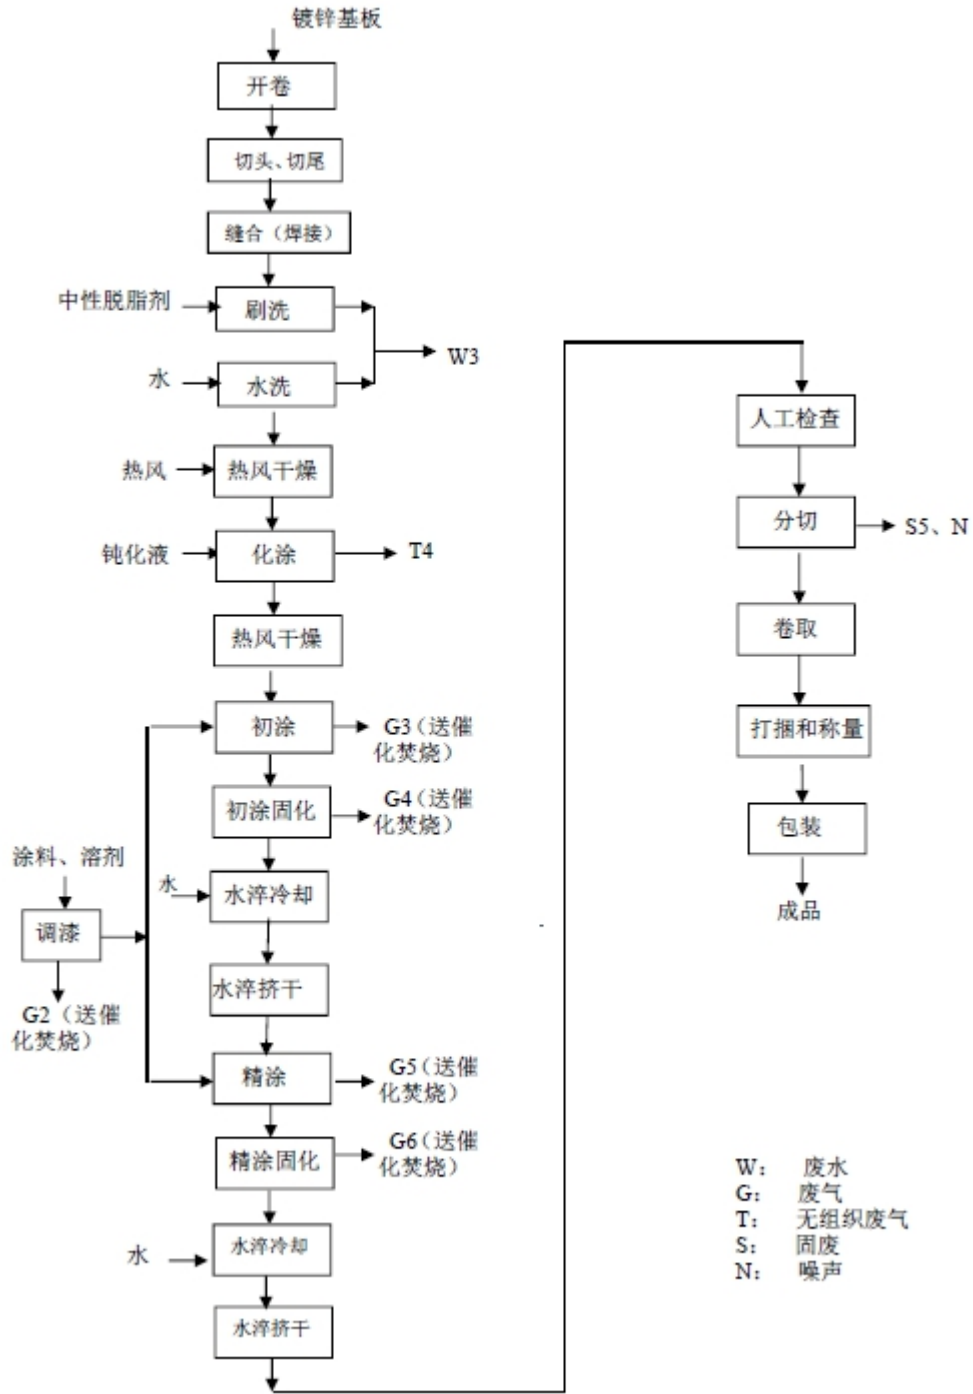 镀锌基板
开卷
切头、切尾
缝合（焊接）
中性脱脂剂
刷洗
W3
水
水洗
热风
热风干燥
钝化液
化涂
T4
热风干燥
初涂
G3（送催
化焚烧）
初涂固化
G4（送催
化焚烧）
涂料、溶剂
调漆
G2（送催
化焚烧）
水
水淬冷却
水淬挤干
精涂
G5（送催
化焚烧）
精涂固化
G6（送催
化焚烧）
水
水淬冷却
水淬挤干
人工检查
分切
S5、N
卷取
打捆和称量
包装
成品
W： 废水
G： 废气
T： 无组织废气
S： 固废
N： 噪声